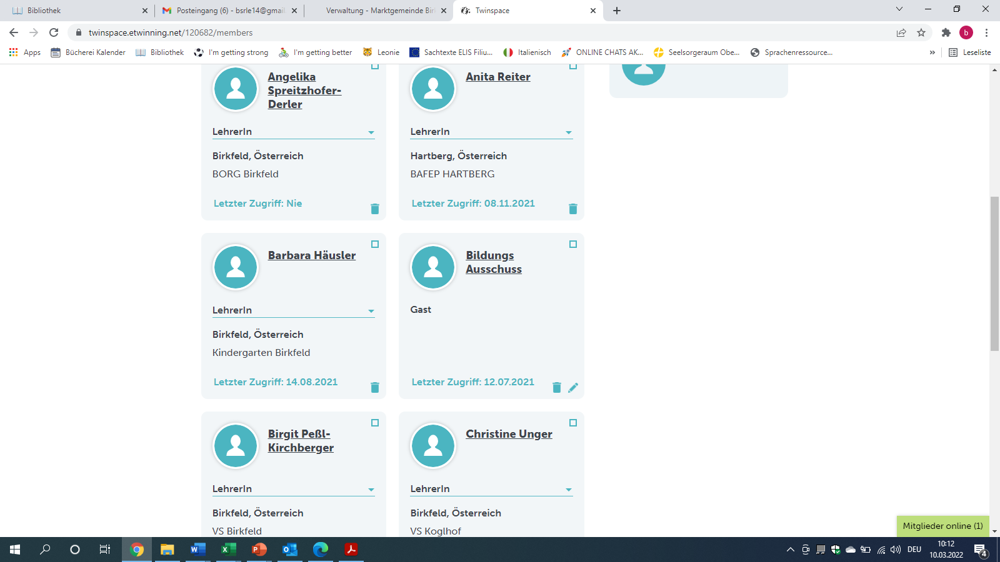 Bibliothek
Posteingang (6) - bsrle14@gmail.
Verwaltung - Marktgemeinde Bir
Twinspace
twinspace.etwinning.net/120682/members
b
Apps
Bücherei Kalender
Bibliothek
I'm getting strong
I'm getting better
Leonie
Sachtexte ELIS Filiu...
Italienisch
ONLINE CHATS AK...
Seelsorgeraum Obe...
Sprachenressource...
»
Leseliste
Angelika
Spreitzhofer-
Derler
LehrerIn
Birkfeld, Österreich
BORG Birkfeld
Letzter Zugriff: Nie
Anita Reiter
LehrerIn
Hartberg, Österreich
BAFEP HARTBERG
Letzter Zugriff: 08.11.2021
Barbara Häusler
LehrerIn
Birkfeld, Österreich
Kindergarten Birkfeld
Letzter Zugriff: 14.08.2021
Bildungs
Ausschuss
Gast
Letzter Zugriff: 12.07.2021
Birgit Peßl-
Kirchberger
LehrerIn
Birkfeld, Österreich
VS Birkfeld
Christine Unger
LehrerIn
Birkfeld, Österreich
VS Koglhof
Mitglieder online (1)
DEU
10:12
10.03.2022
4